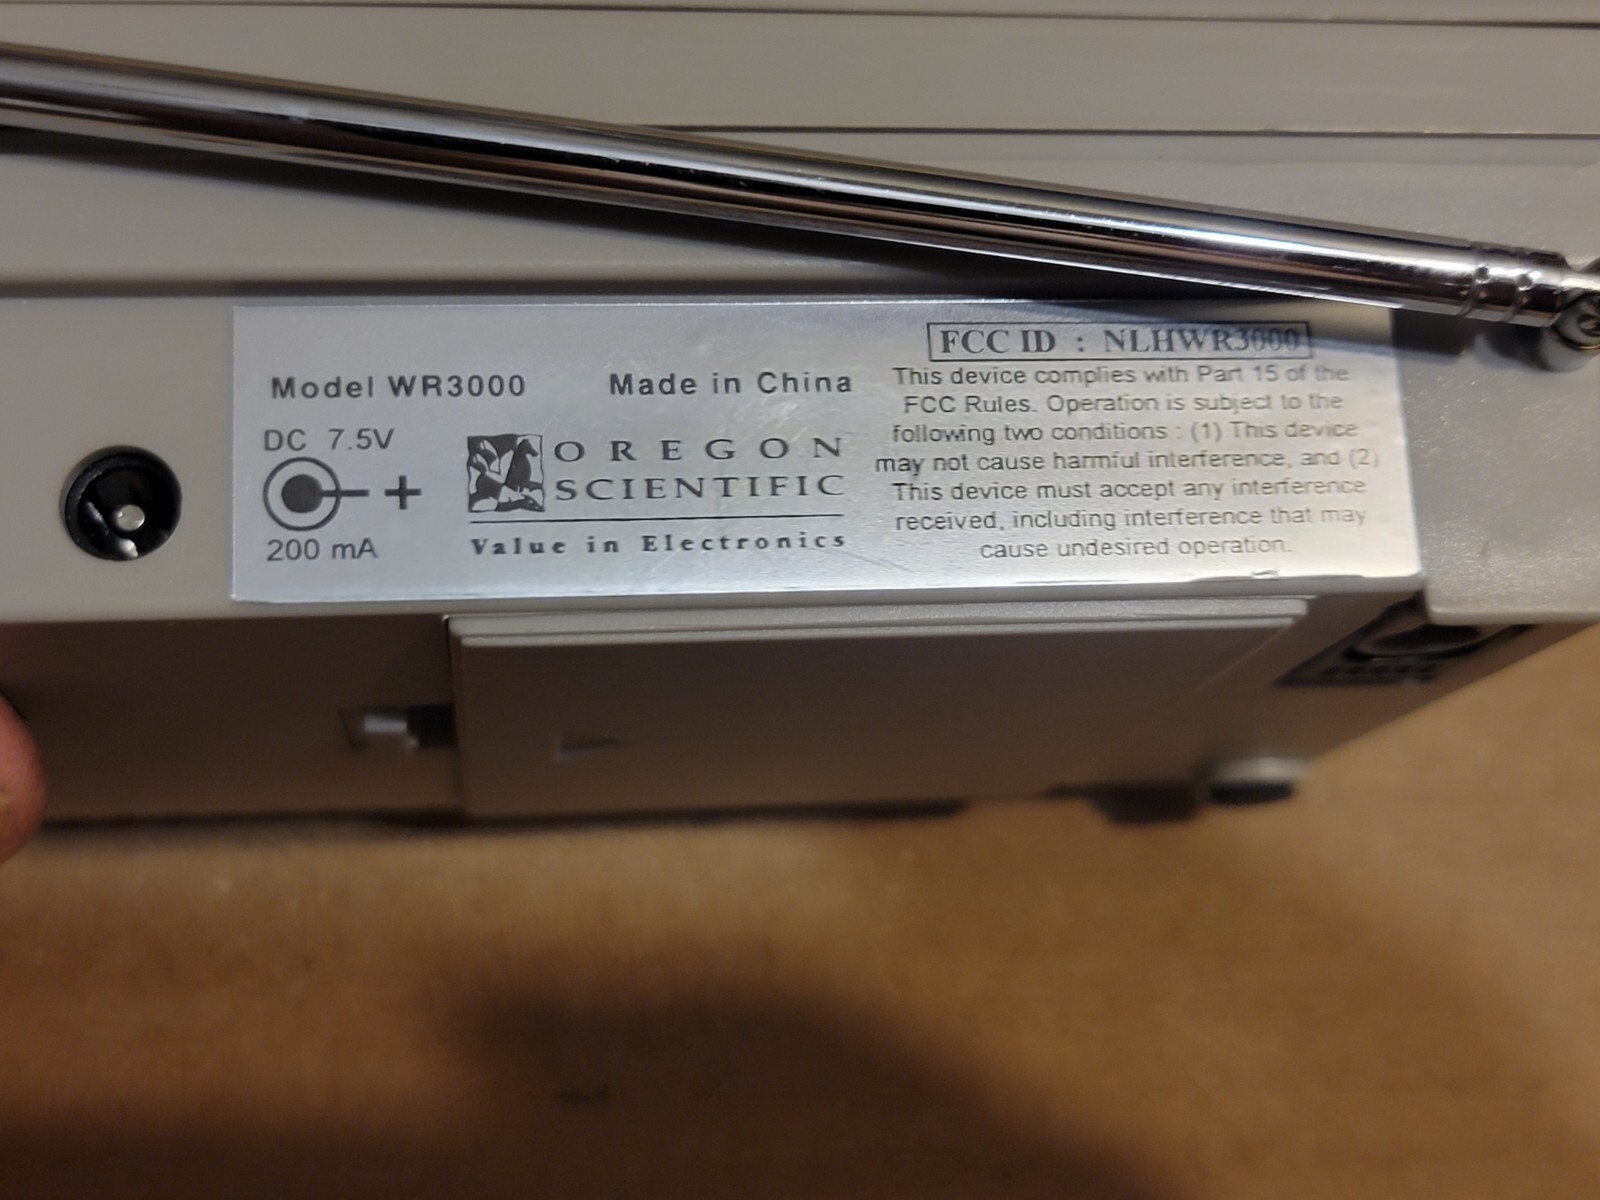 FCC ID : NLHWR3000
Model WR3000 Made in China
DC 7.5V
+
200 mA
OREGON
SCIENTIFIC
Value in Electronics
This device complies with Part 15 of the
FCC Rules. Operation is subject to the
following two conditions : (1) This device
may not cause harmful interference, and (2)
This device must accept any interference
received, including interference that may
cause undesired operation.